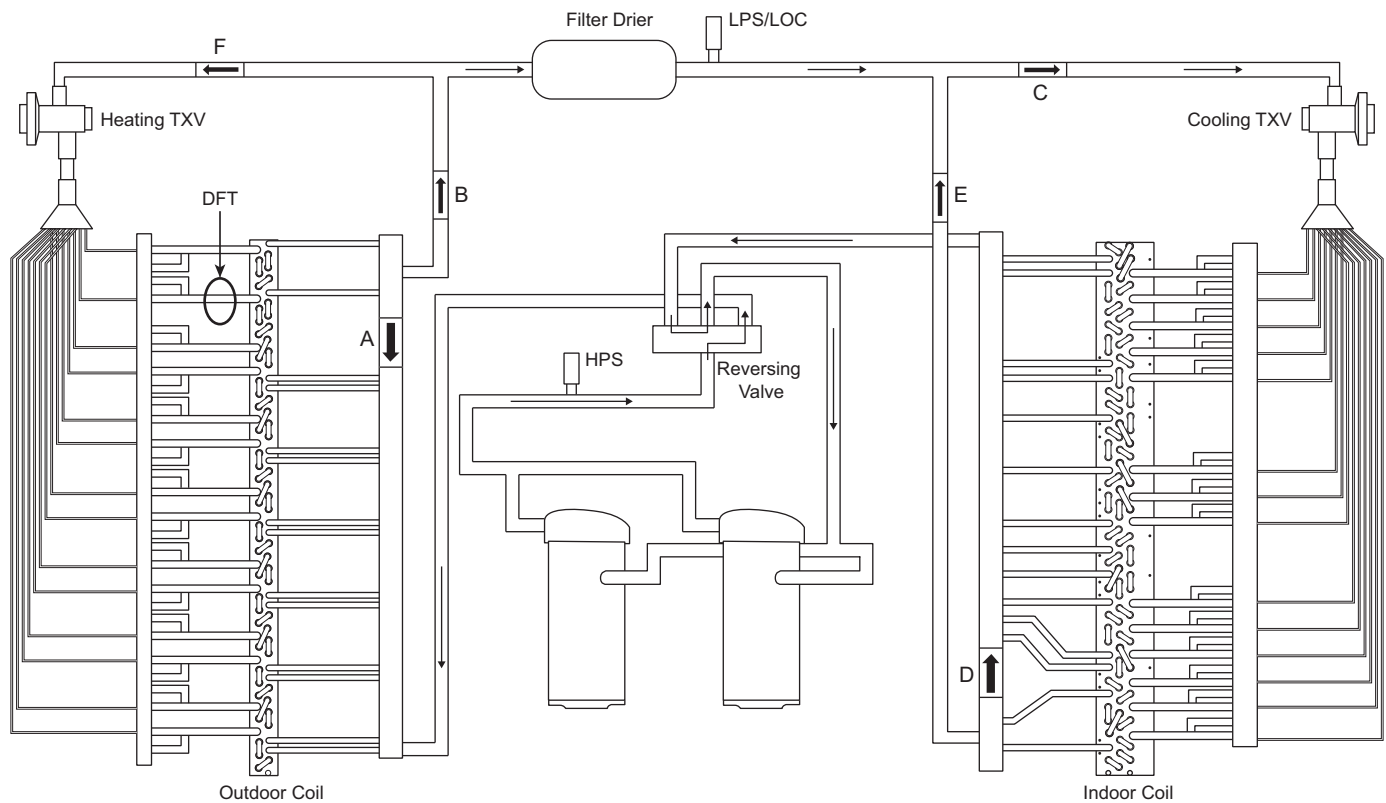 Filter Drier
LPS/LOC
F
C
Heating TXV
Cooling TXV
DFT
B
E
A
HPS
Reversing
Valve
D
Outdoor Coil
Indoor Coil